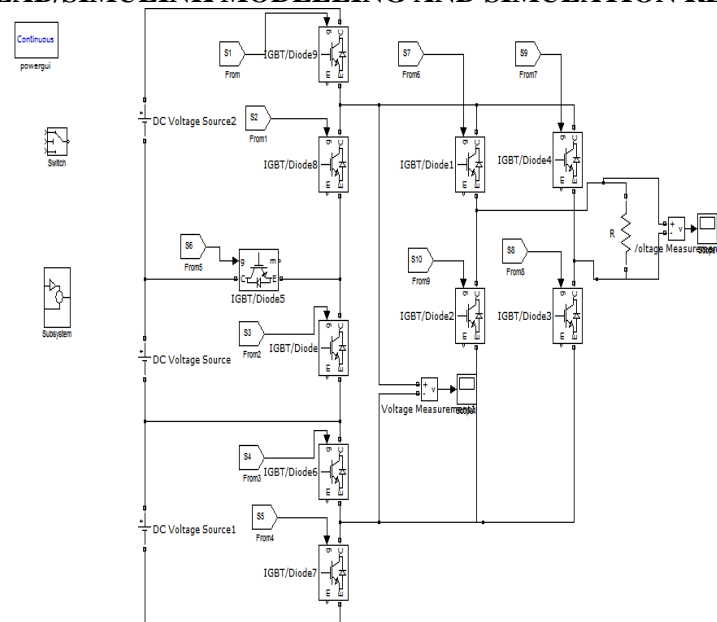 LAB/SIMULINK MODELLING AND SIMULATION RE
Continuous
powergui
S1
From
g
C
m
E
IGBT/Diode9
S7
From6
S9
From7
DC Voltage Source2
S2
From1
g
C
m
E
IGBT/Diode8
g
C
m
E
IGBT/Diode1
g
C
m
E
IGBT/Diode4
Switch
R
+
-
v
/oltage Measuremen
S6
From5
g
m
C
E
IGBT/Diode5
S10
From9
S8
From8
Subsystem
S3
From2
g
C
m
E
IGBT/Diode
g
C
m
E
IGBT/Diode2
g
C
m
E
IGBT/Diode3
DC Voltage Source
+
-
v
Voltage Measurement1
S4
From3
g
C
m
E
IGBT/Diode6
S5
From4
DC Voltage Source1
g
C
m
E
IGBT/Diode7